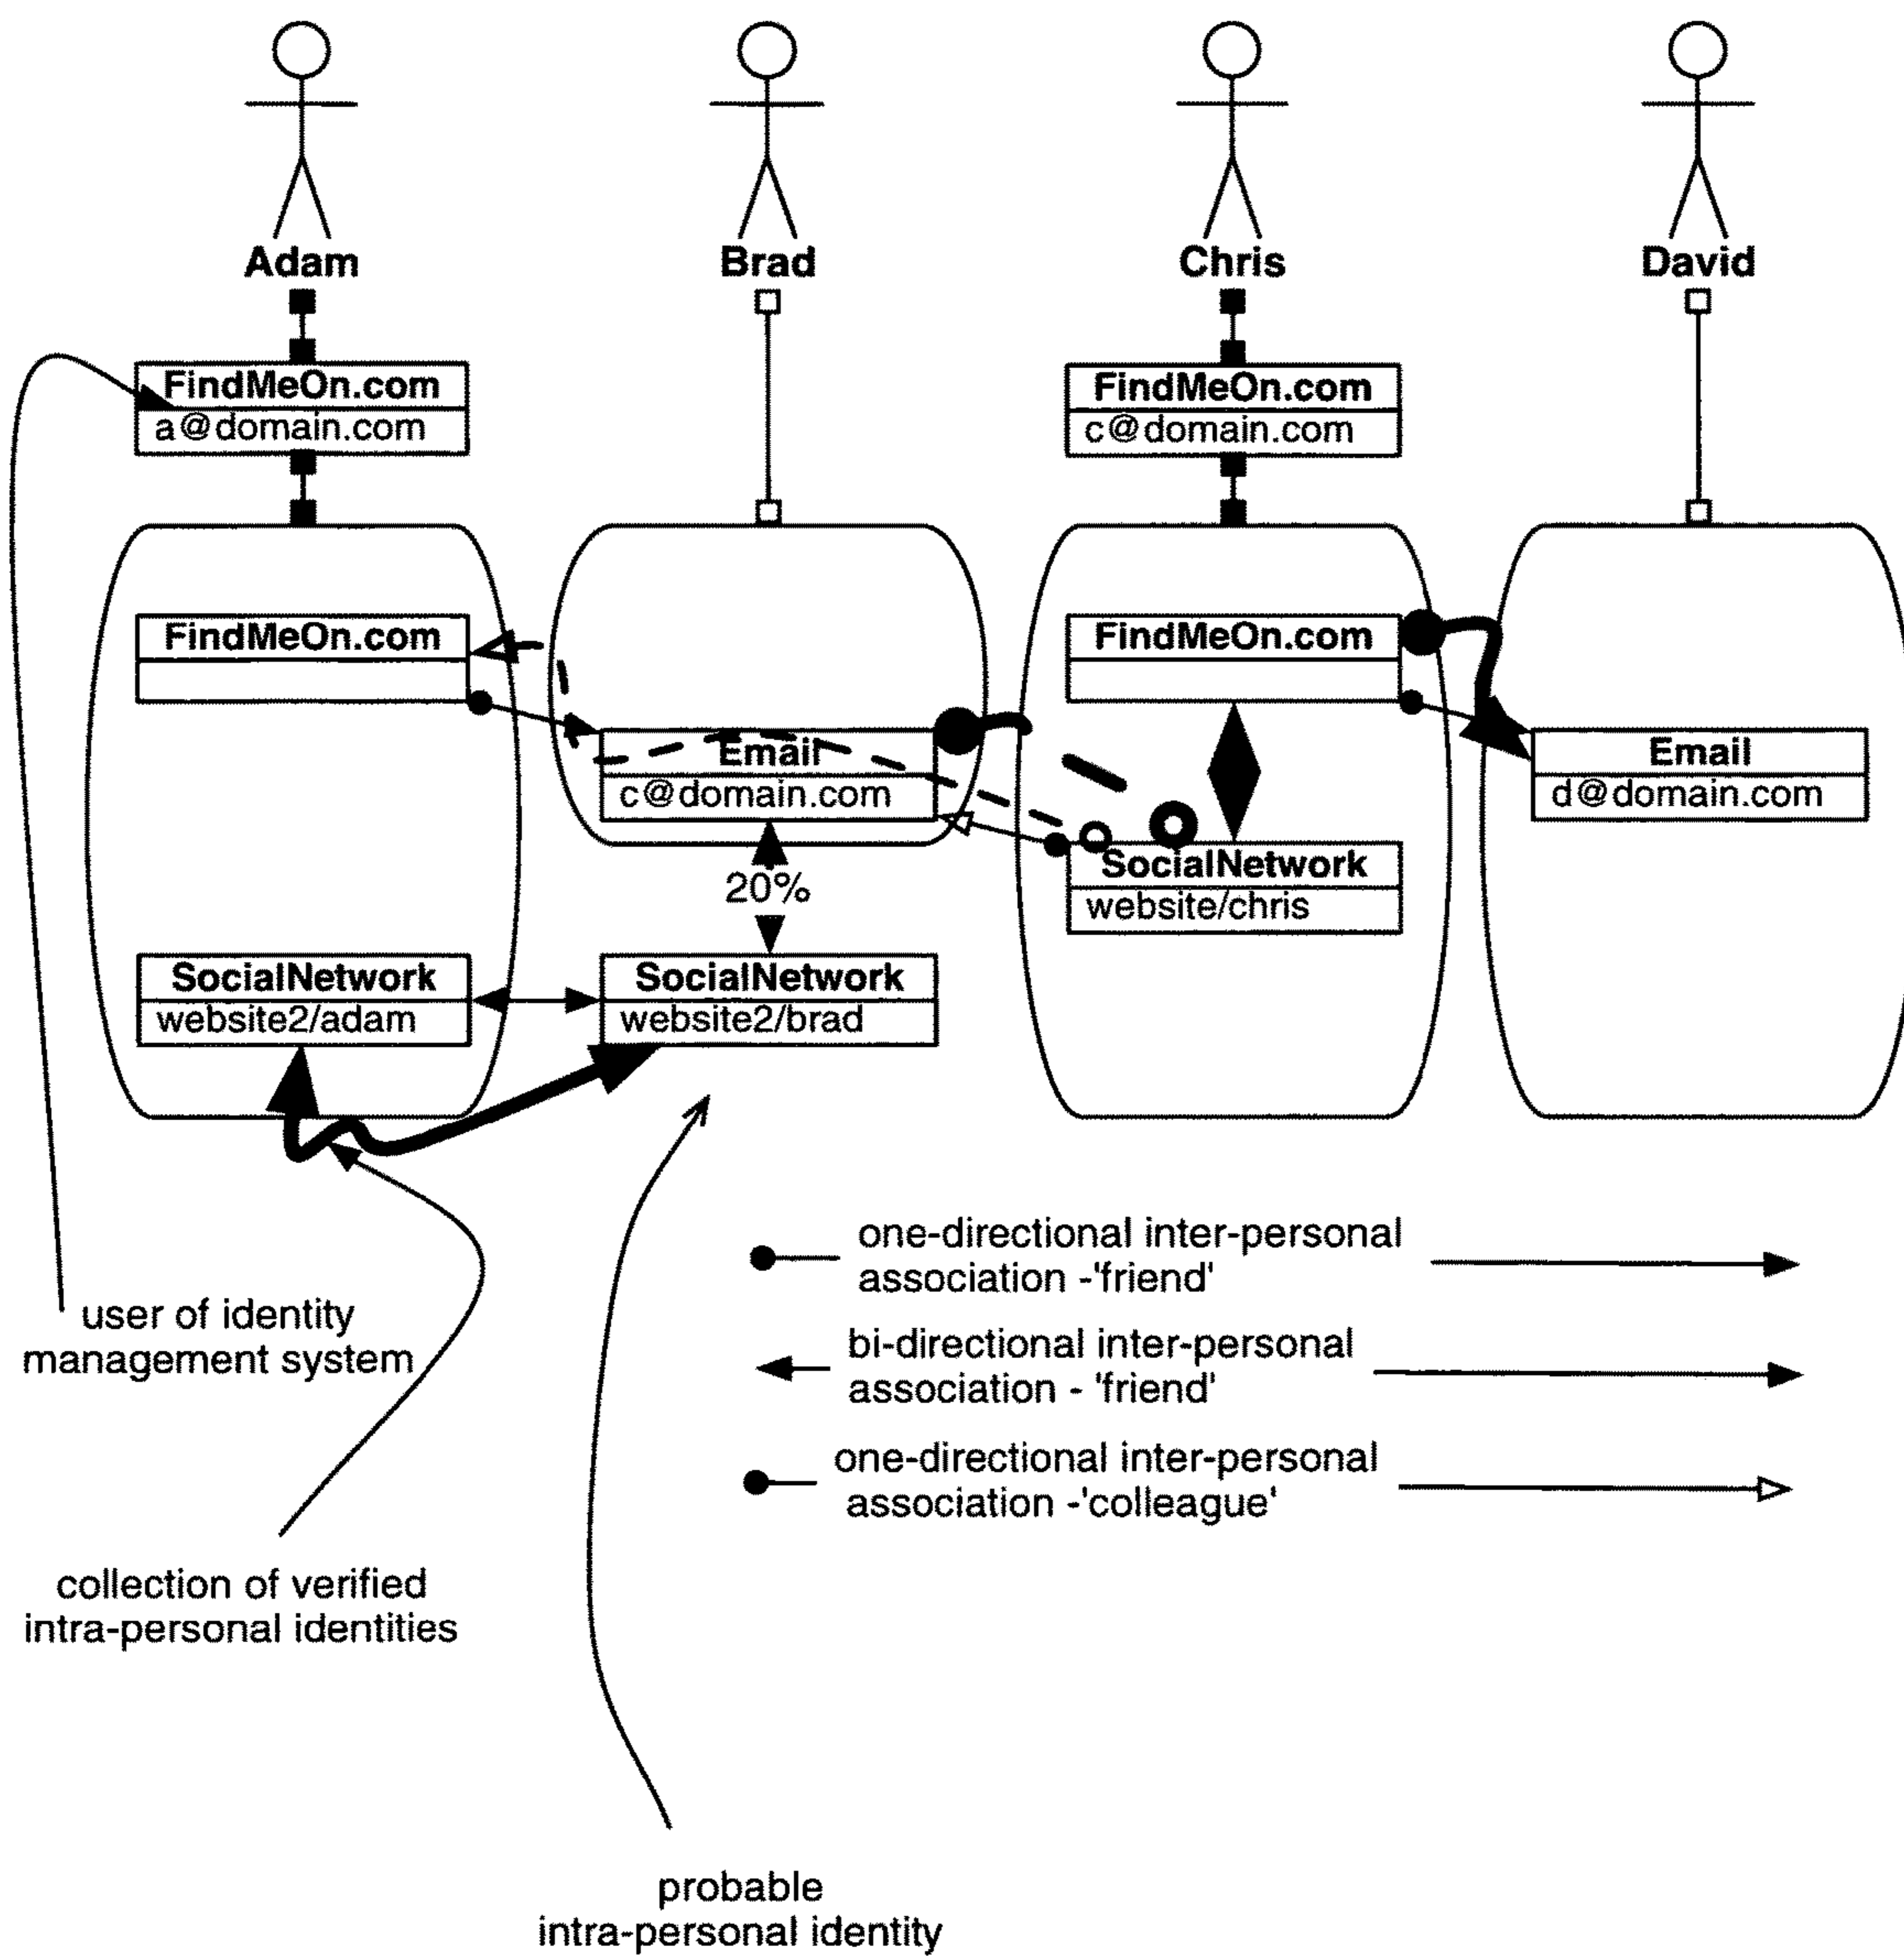 Adam
Brad
Chris
David
FindMeOn.com
a@domain.com
FindMeOn.com
c@domain.com
FindMeOn.com
FindMeOn.com
Email
c@domain.com
Email
d@domain.com
20%
SocialNetwork
website/chris
SocialNetwork
website2/adam
SocialNetwork
website2/brad
user of identity
management system
one-directional inter-personal
association -'friend'
bi-directional inter-personal
association - 'friend'
one-directional inter-personal
association -'colleague'
collection of verified
intra-personal identities
probable
intra-personal identity